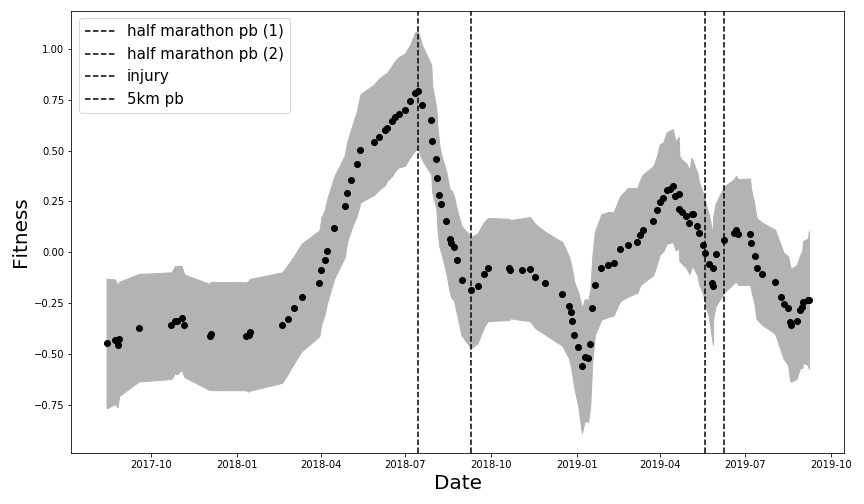 half marathon pb (1)
half marathon pb (2)
injury
5km pb
1.00
0.75
0.50
0.25
0.00
−0.25
−0.50
−0.75
Fitness
2017-10 2018-01 2018-04 2018-07 2018-10 2019-01 2019-04 2019-07 2019-10
Date